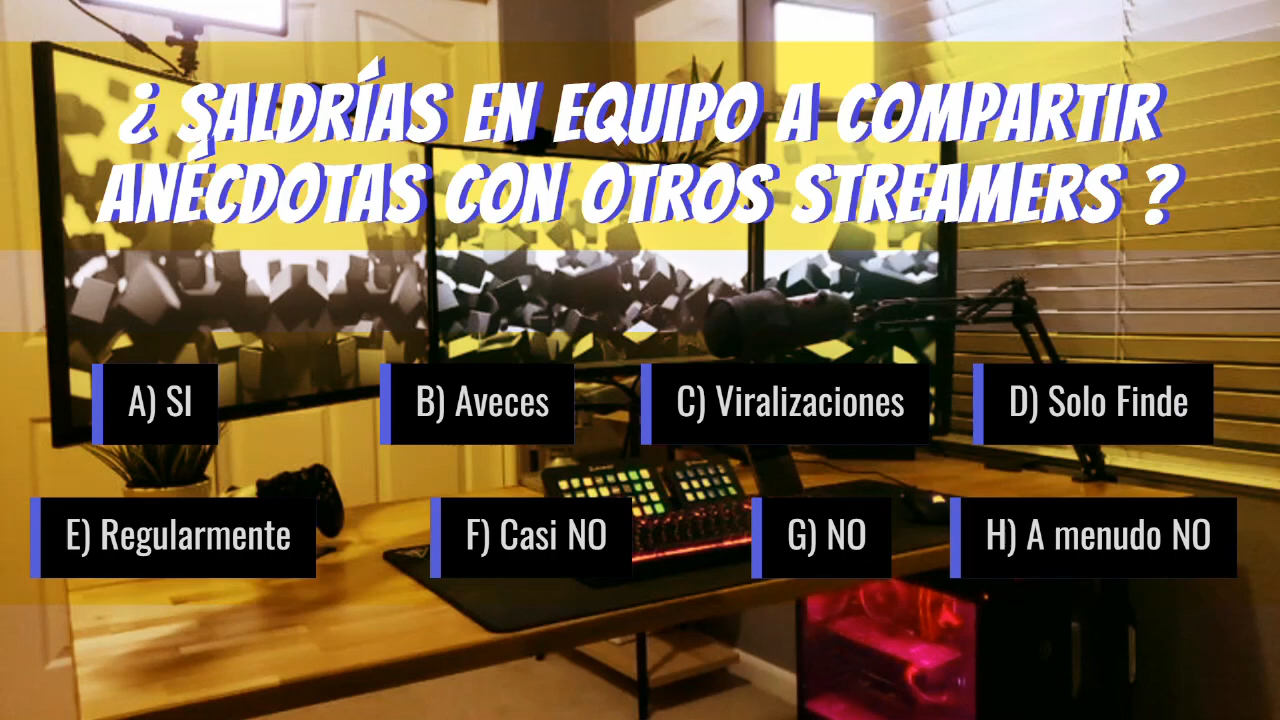 ¿ SALDRÍAS EN EQUIPO A COMPARTIR
ANÉCDOTAS CON OTROS STREAMERS ?
A) SI
B) Aveces
C) Viralizaciones
D) Solo Finde
E) Regularmente
F) Casi NO
G) NO
H) A menudo NO